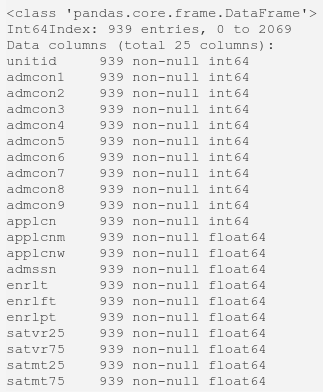 <class 'pandas.core.frame.DataFrame'>
Int64Index: 939 entries, 0 to 2069
Data columns (total 25 columns):
unitid     939 non-null int64
admcon1    939 non-null int64
admcon2    939 non-null int64
admcon3    939 non-null int64
admcon4    939 non-null int64
admcon5    939 non-null int64
admcon6    939 non-null int64
admcon7    939 non-null int64
admcon8    939 non-null int64
admcon9    939 non-null int64
applcn     939 non-null int64
applcnm    939 non-null float64
applcnw    939 non-null float64
admssn     939 non-null float64
enrlt      939 non-null float64
enrlft     939 non-null float64
enrlpt     939 non-null float64
satvr25    939 non-null float64
satvr75    939 non-null float64
satmt25    939 non-null float64
satmt75    939 non-null float64